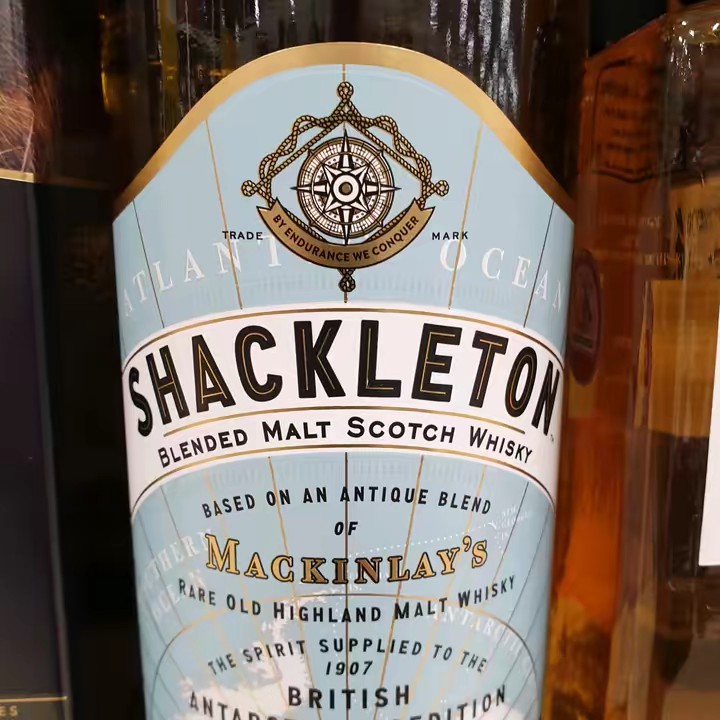 TRADE MARK
BY ENDURANCE WE CONQUER
ATLANT OCEAN
SHACKLETON
BLENDED MALT SCOTCH WHISKY
BASED ON AN ANTIQUE BLEND
OF
MACKINLAY'S
RARE OLD HIGHLAND MALT WHISKY
THE SPIRIT SUPPLIED TO THE
1907
BRITISH